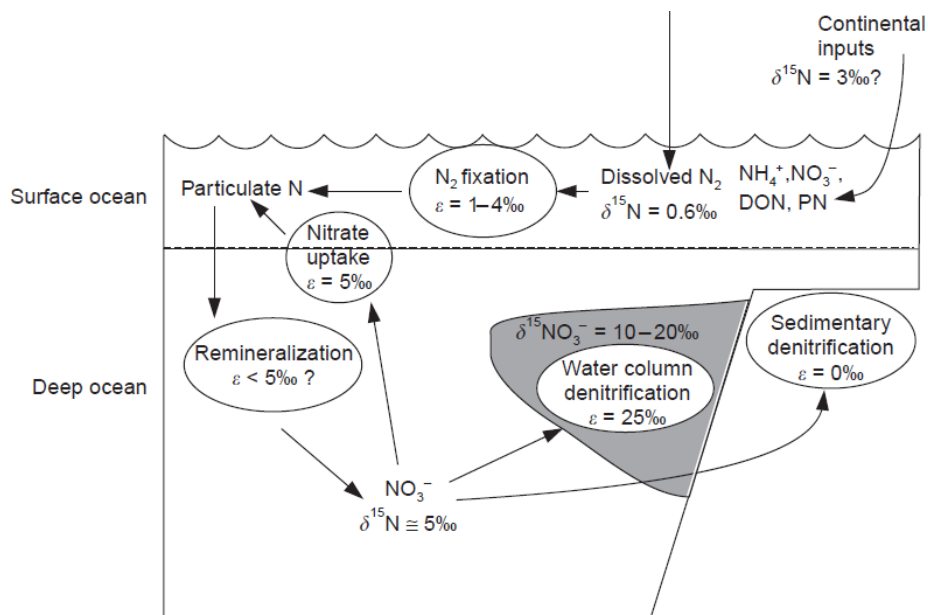 Continental
inputs
δ¹⁵N = 3‰?
Surface ocean
Particulate N
N₂ fixation
ε = 1–4‰
Dissolved N₂
δ¹⁵N = 0.6‰
NH₄⁺,NO₃⁻,
DON, PN
Nitrate
uptake
ε = 5‰
Deep ocean
Remineralization
ε < 5‰ ?
δ¹⁵NO₃⁻ = 10–20‰
Water column
denitrification
ε = 25‰
Sedimentary
denitrification
ε = 0‰
NO₃⁻
δ¹⁵N ≅ 5‰